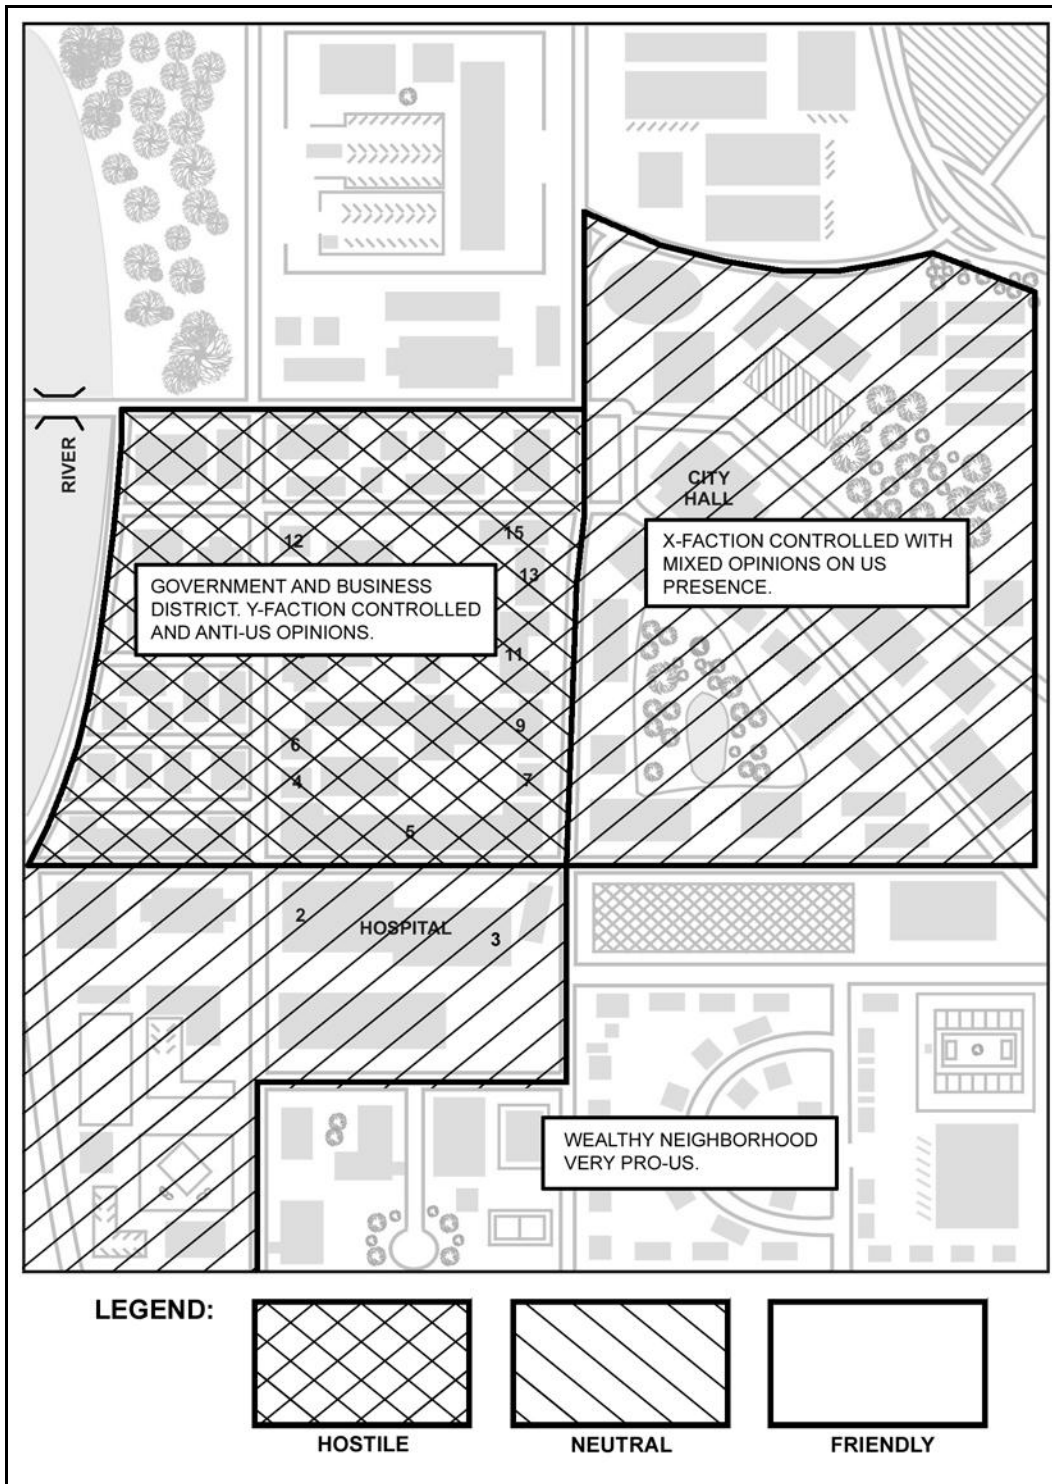 RIVER
CITY
HALL
12
15
X-FACTION CONTROLLED WITH
MIXED OPINIONS ON US
PRESENCE.
13
GOVERNMENT AND BUSINESS
DISTRICT. Y-FACTION CONTROLLED
AND ANTI-US OPINIONS.
11
9
6
4
7
5
2
HOSPITAL
3
WEALTHY NEIGHBORHOOD
VERY PRO-US.
LEGEND:
HOSTILE
NEUTRAL
FRIENDLY